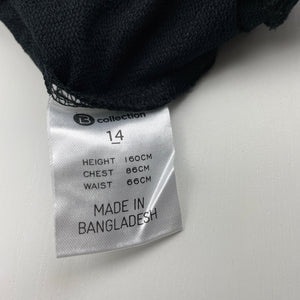 B collection
14
HEIGHT 160CM
CHEST 86CM
WAIST 66CM
MADE IN
BANGLADESH